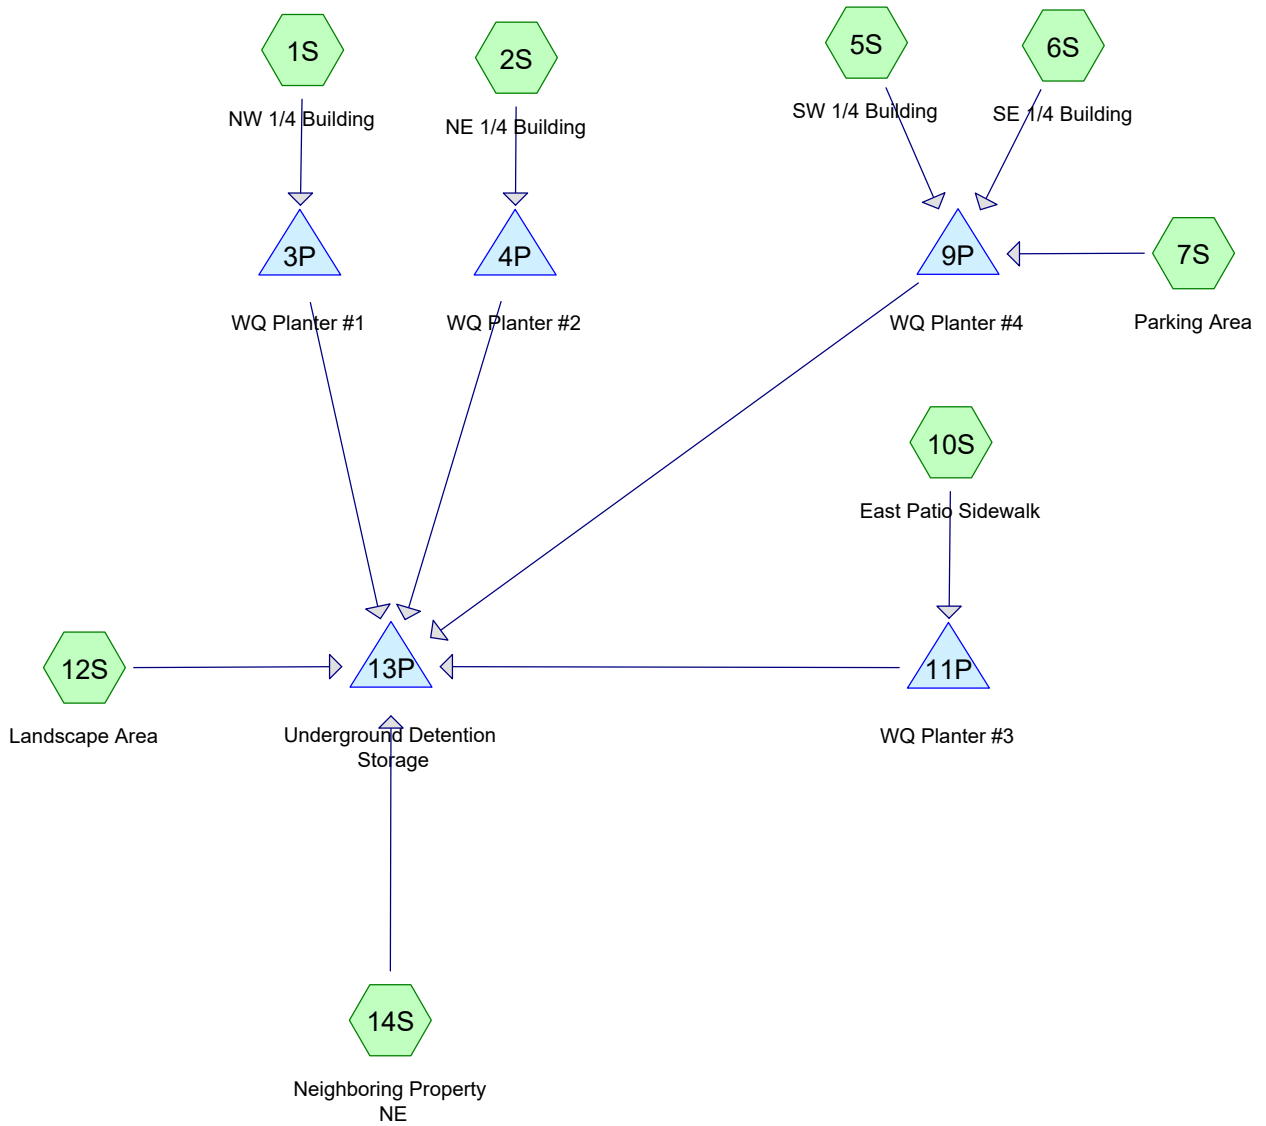 1S
NW 1/4 Building
2S
NE 1/4 Building
5S
SW 1/4 Building
6S
SE 1/4 Building
3P
WQ Planter #1
4P
WQ Planter #2
9P
WQ Planter #4
7S
Parking Area
10S
East Patio Sidewalk
12S
Landscape Area
13P
Underground Detention
Storage
11P
WQ Planter #3
14S
Neighboring Property
NE